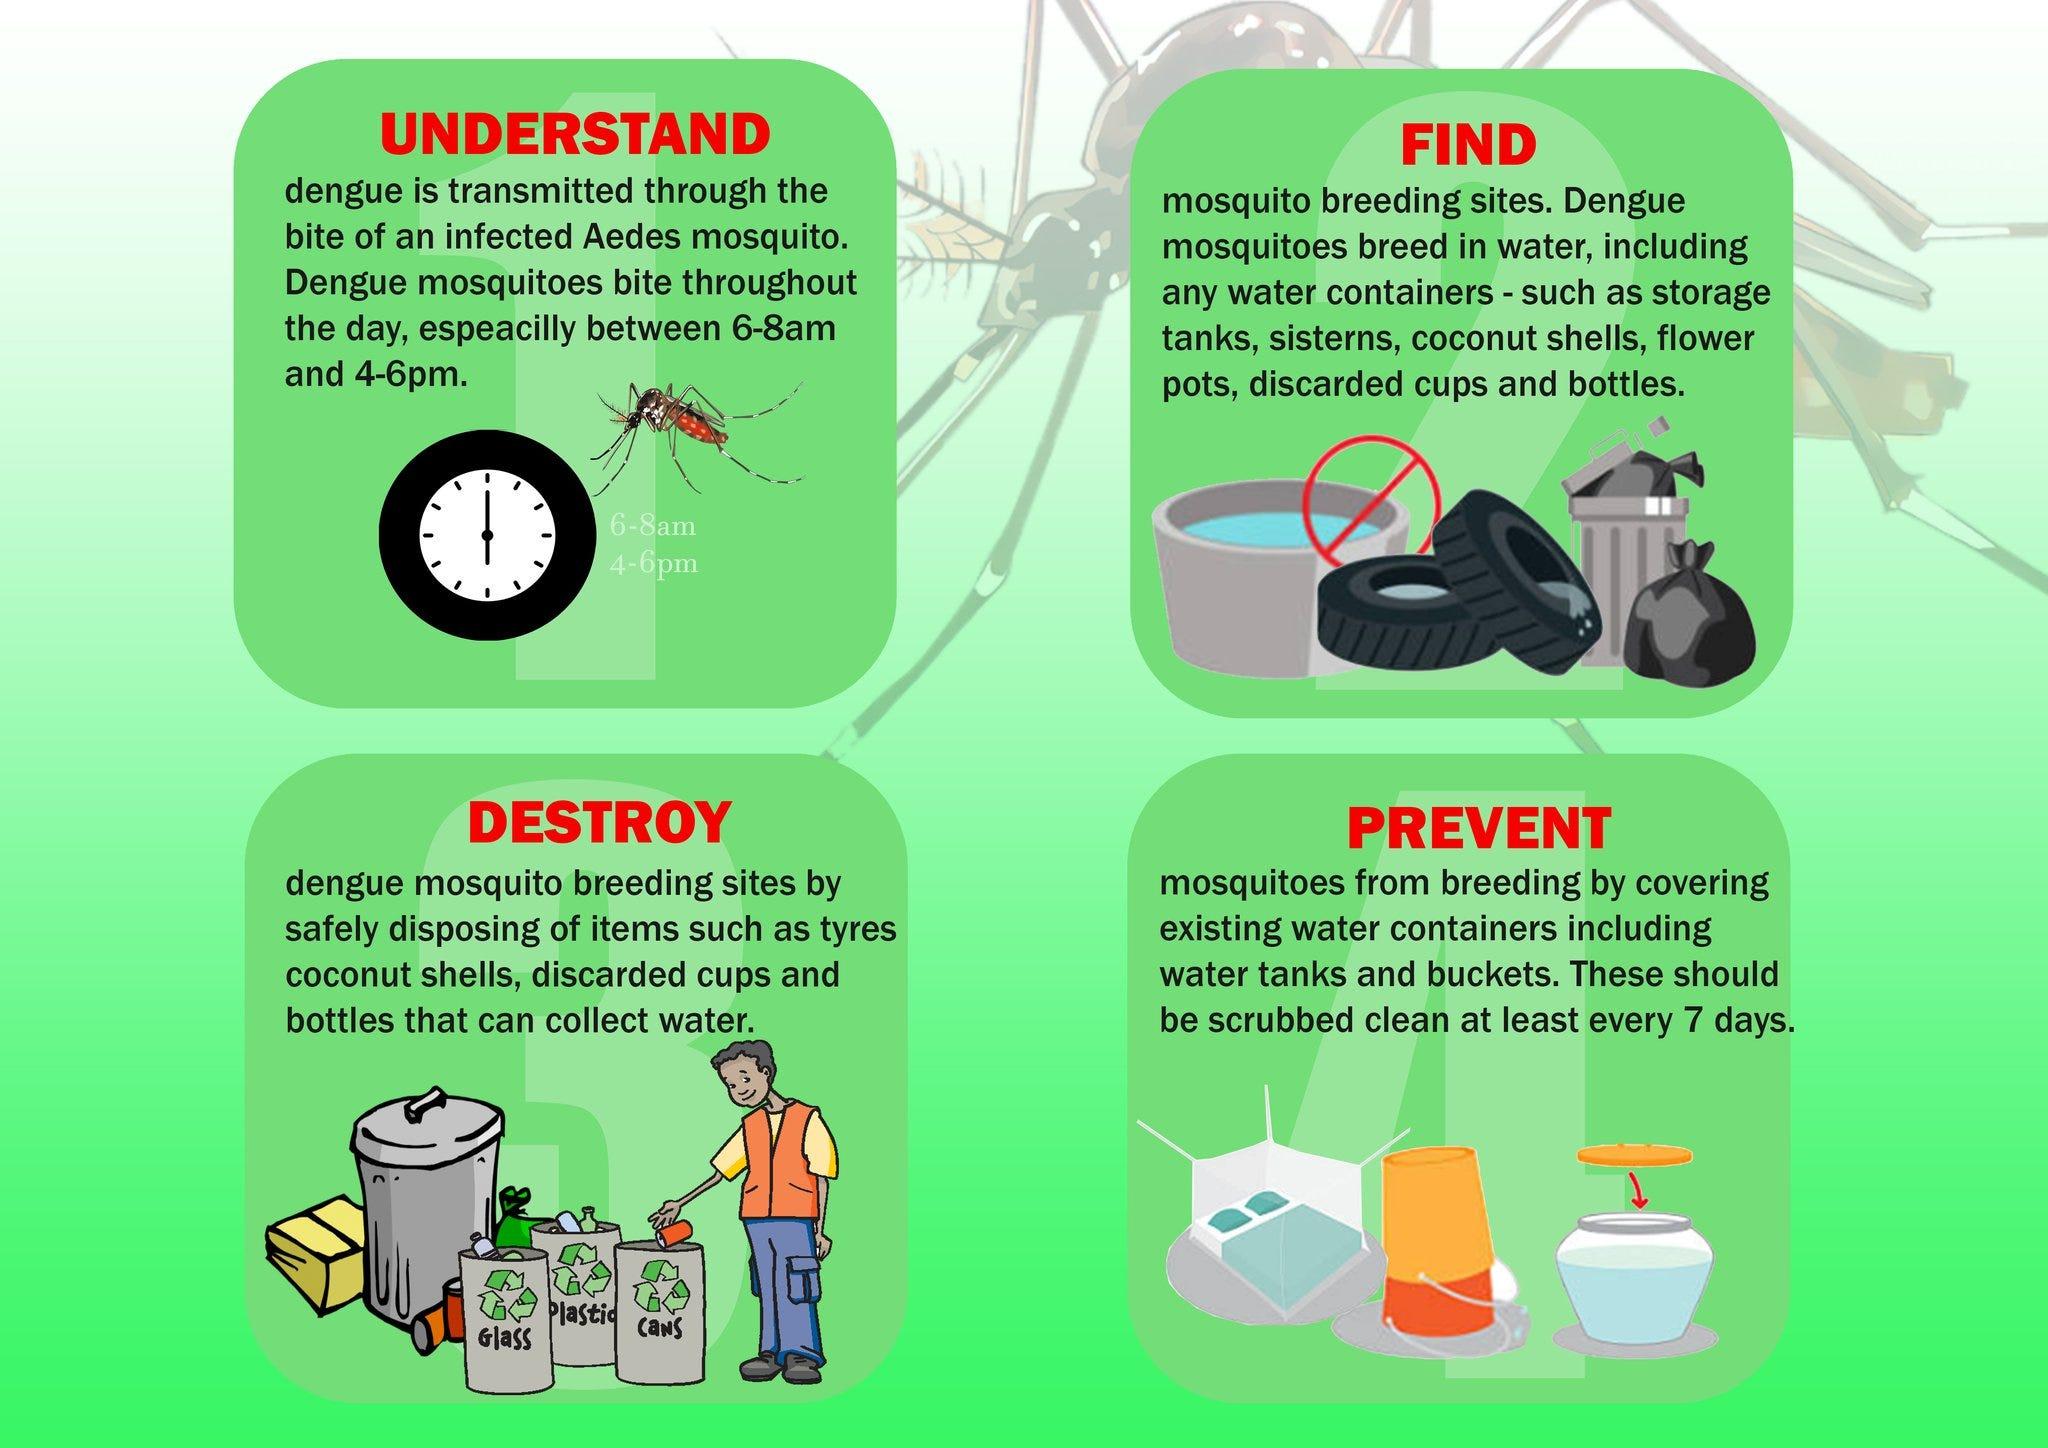 1
UNDERSTAND
dengue is transmitted through the
bite of an infected Aedes mosquito.
Dengue mosquitoes bite throughout
the day, espeacilly between 6-8am
and 4-6pm.
6-8am
4-6pm
2
FIND
mosquito breeding sites. Dengue
mosquitoes breed in water, including
any water containers - such as storage
tanks, sisterns, coconut shells, flower
pots, discarded cups and bottles.
3
DESTROY
dengue mosquito breeding sites by
safely disposing of items such as tyres
coconut shells, discarded cups and
bottles that can collect water.
Glass
Plastic
Cans
4
PREVENT
mosquitoes from breeding by covering
existing water containers including
water tanks and buckets. These should
be scrubbed clean at least every 7 days.